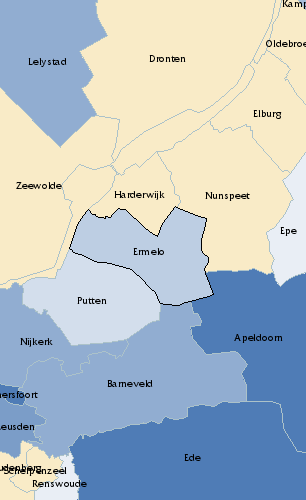 Kamp
Oldebroe
Dronten
Lelystad
Elburg
Zeewolde
Harderwijk
Nunspeet
Epe
Ermelo
Putten
Nijkerk
Apeldoorn
Barneveld
ersfoort
eusden
Ede
udenberg
Scherpenzeel
Renswoude